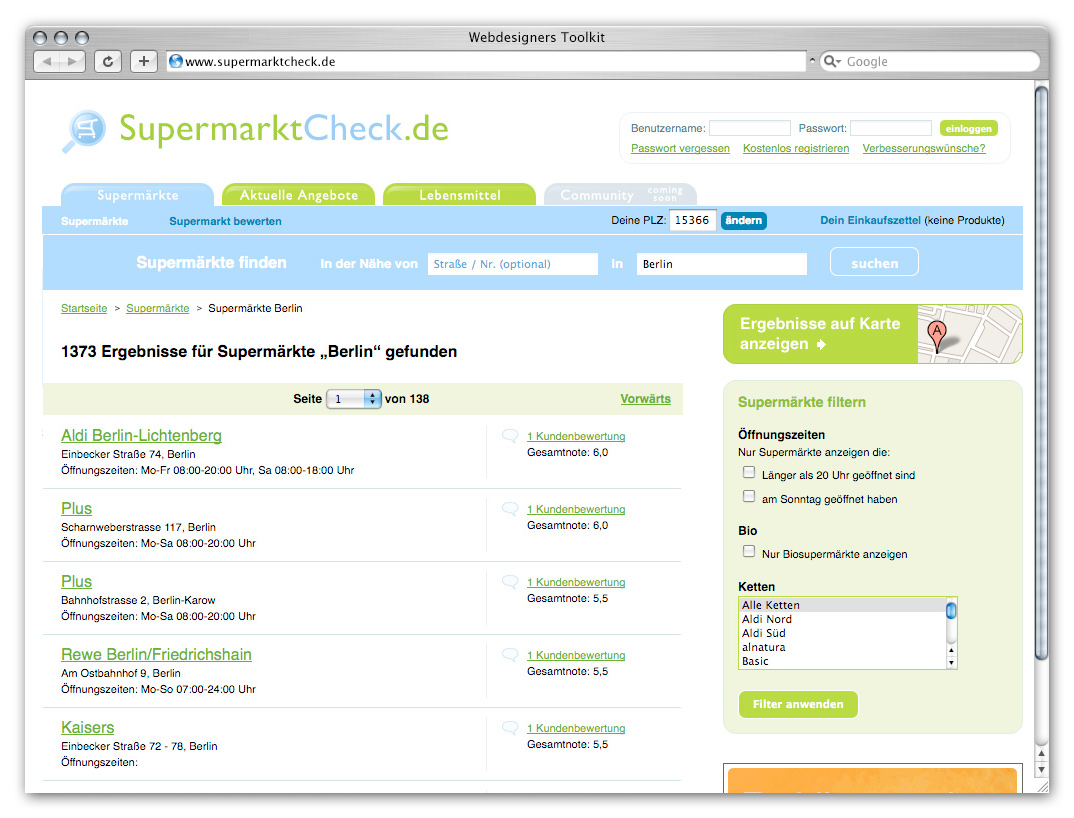 Webdesigners Toolkit
www.supermarktcheck.de
Google
SupermarktCheck.de
Benutzername: Passwort: einloggen
Passwort vergessen Kostenlos registrieren Verbesserungswünsche?
Supermärkte Aktuelle Angebote Lebensmittel Community coming soon
Supermärkte Supermarkt bewerten Deine PLZ: 15366 ändern Dein Einkaufszettel (keine Produkte)
Supermärkte finden In der Nähe von Straße / Nr. (optional) in Berlin suchen
Startseite > Supermärkte > Supermärkte Berlin
1373 Ergebnisse für Supermärkte „Berlin“ gefunden
Seite 1 von 138 Vorwärts
Aldi Berlin-Lichtenberg
Einbecker Straße 74, Berlin
Öffnungszeiten: Mo-Fr 08:00-20:00 Uhr, Sa 08:00-18:00 Uhr
1 Kundenbewertung
Gesamtnote: 6,0
Plus
Scharnweberstrasse 117, Berlin
Öffnungszeiten: Mo-Sa 08:00-20:00 Uhr
1 Kundenbewertung
Gesamtnote: 6,0
Plus
Bahnhofstrasse 2, Berlin-Karow
Öffnungszeiten: Mo-Sa 08:00-20:00 Uhr
1 Kundenbewertung
Gesamtnote: 5,5
Rewe Berlin/Friedrichshain
Am Ostbahnhof 9, Berlin
Öffnungszeiten: Mo-So 07:00-24:00 Uhr
1 Kundenbewertung
Gesamtnote: 5,5
Kaisers
Einbecker Straße 72 - 78, Berlin
Öffnungszeiten:
1 Kundenbewertung
Gesamtnote: 5,5
Ergebnisse auf Karte
anzeigen
A
Supermärkte filtern
Öffnungszeiten
Nur Supermärkte anzeigen die:
Länger als 20 Uhr geöffnet sind
am Sonntag geöffnet haben
Bio
Nur Biosupermärkte anzeigen
Ketten
Alle Ketten
Aldi Nord
Aldi Süd
alnatura
Basic
Filter anwenden